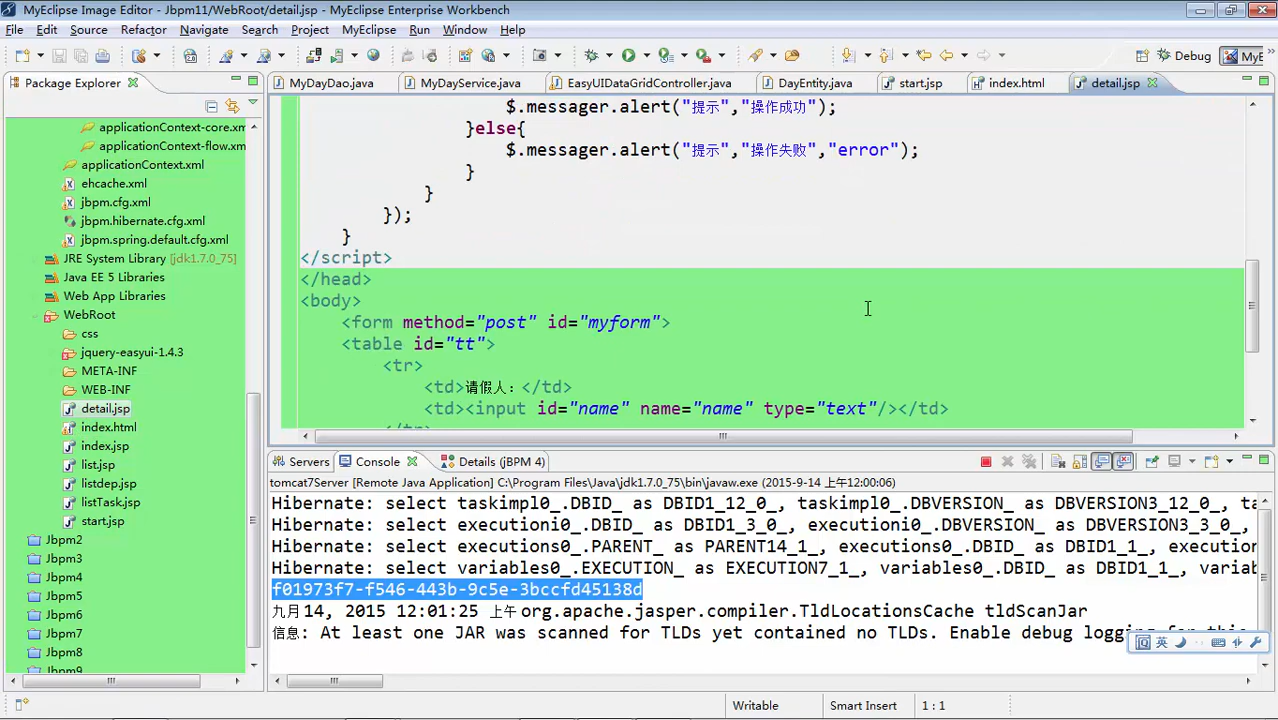 MyEclipse Image Editor - Jbpm11/WebRoot/detail.jsp - MyEclipse Enterprise Workbench
File Edit Source Refactor Navigate Search Project MyEclipse Run Window Help
Debug MyE
Package Explorer
MyDayDao.java MyDayService.java EasyUIDataGridController.java DayEntity.java start.jsp index.html detail.jsp
applicationContext-core.xm
applicationContext-flow.xm
applicationContext.xml
ehcache.xml
jbpm.cfg.xml
jbpm.hibernate.cfg.xml
jbpm.spring.default.cfg.xml
JRE System Library [jdk1.7.0_75]
Java EE 5 Libraries
Web App Libraries
WebRoot
css
jquery-easyui-1.4.3
META-INF
WEB-INF
detail.jsp
index.html
index.jsp
list.jsp
listdep.jsp
listTask.jsp
start.jsp
Jbpm2
Jbpm3
Jbpm4
Jbpm5
Jbpm6
Jbpm7
Jbpm8
Jbpm9
$.messager.alert("提示","操作成功");
}else{
$.messager.alert("提示","操作失败","error");
}
}
});
}
</script>
</head>
<body>
<form method="post" id="myform">
<table id="tt">
<tr>
<td>请假人：</td>
<td><input id="name" name="name" type="text"/></td>
</tr>
Servers Console Details (jBPM 4)
tomcat7Server [Remote Java Application] C:\Program Files\Java\jdk1.7.0_75\bin\javaw.exe (2015-9-14 上午12:00:06)
Hibernate: select taskimpl0_.DBID_ as DBID1_12_0_, taskimpl0_.DBVERSION_ as DBVERSION3_12_0_, ta
Hibernate: select executioni0_.DBID_ as DBID1_3_0_, executioni0_.DBVERSION_ as DBVERSION3_3_0_,
Hibernate: select executions0_.PARENT_ as PARENT14_1_, executions0_.DBID_ as DBID1_1_, executions
Hibernate: select variables0_.EXECUTION_ as EXECUTION7_1_, variables0_.DBID_ as DBID1_1_, variab
f01973f7-f546-443b-9c5e-3bccfd45138d
九月14, 2015 12:01:25 上午 org.apache.jasper.compiler.TldLocationsCache tldScanJar
信息: At least one JAR was scanned for TLDs yet contained no TLDs. Enable debug logging for this
英
Writable Smart Insert 1 : 1